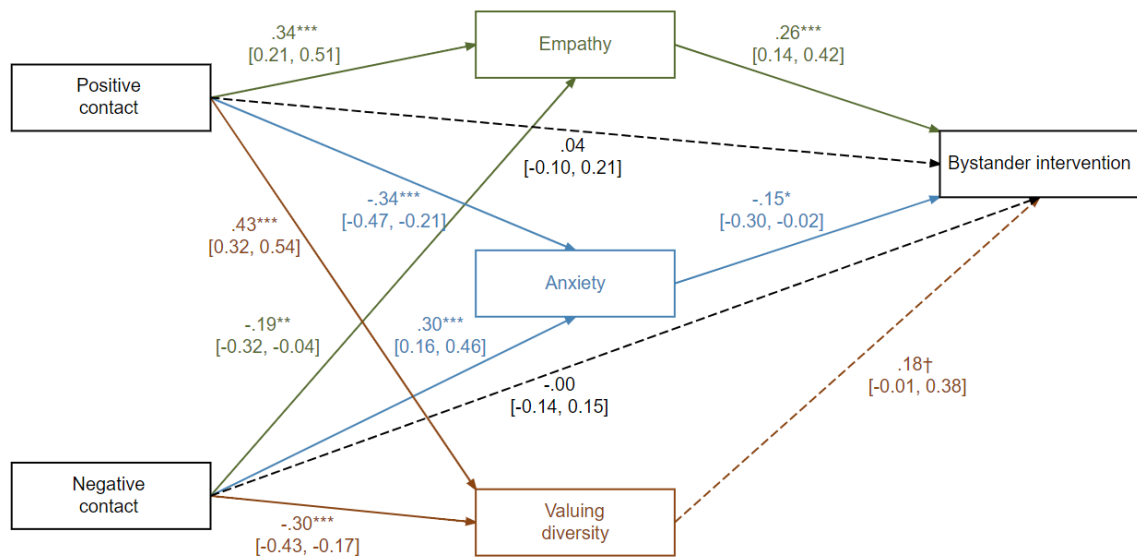 .34***
[0.21, 0.51]
Empathy
.26***
[0.14, 0.42]
Positive
contact
.04
[-0.10, 0.21]
Bystander intervention
-.34***
[-0.47, -0.21]
-.15*
[-0.30, -0.02]
.43***
[0.32, 0.54]
Anxiety
-.19**
[-0.32, -0.04]
.30***
[0.16, 0.46]
-.00
[-0.14, 0.15]
.18†
[-0.01, 0.38]
Negative
contact
Valuing
diversity
-.30***
[-0.43, -0.17]